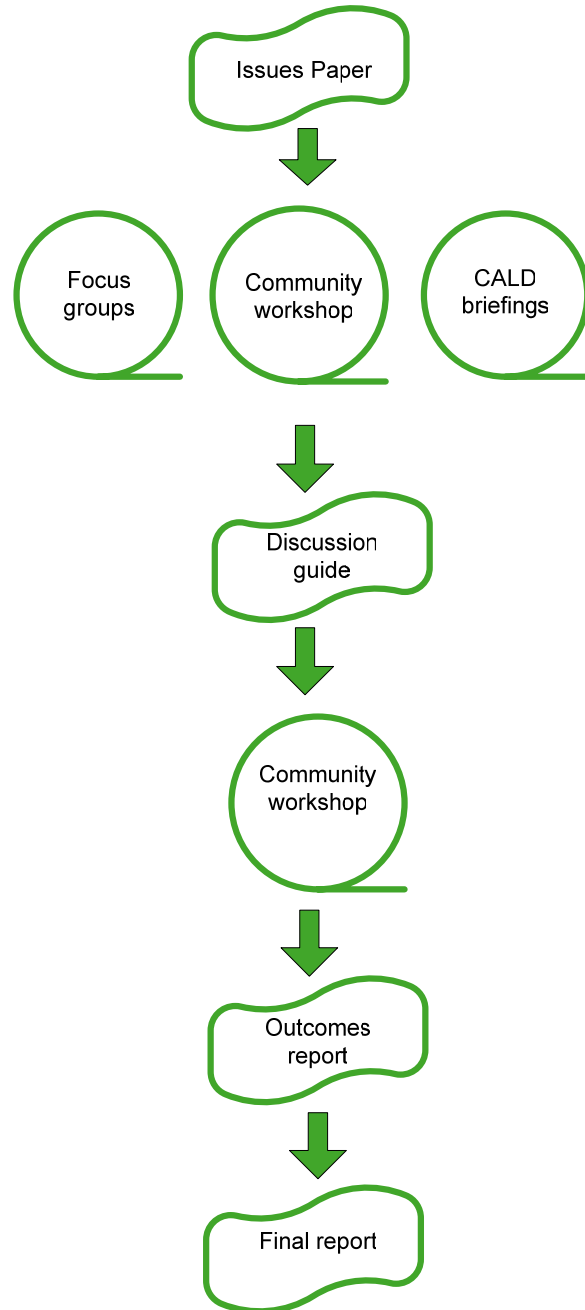 Issues Paper
Focus
groups
Community
workshop
CALD
briefings
Discussion
guide
Community
workshop
Outcomes
report
Final report